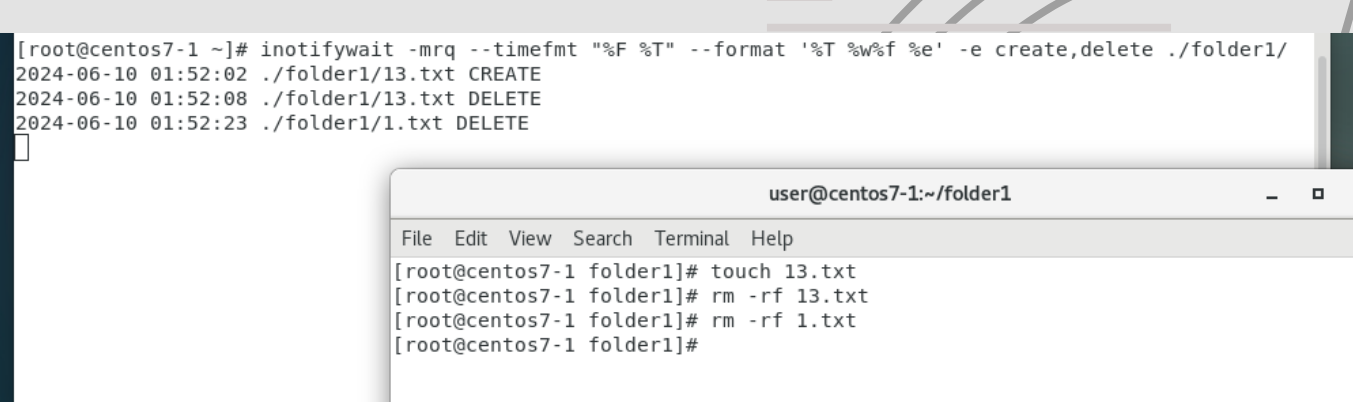 [root@centos7-1 ~]# inotifywait -mrq --timefmt "%F %T" --format '%T %w%f %e' -e create,delete ./folder1/
2024-06-10 01:52:02 ./folder1/13.txt CREATE
2024-06-10 01:52:08 ./folder1/13.txt DELETE
2024-06-10 01:52:23 ./folder1/1.txt DELETE
user@centos7-1:~/folder1
File Edit View Search Terminal Help
[root@centos7-1 folder1]# touch 13.txt
[root@centos7-1 folder1]# rm -rf 13.txt
[root@centos7-1 folder1]# rm -rf 1.txt
[root@centos7-1 folder1]#